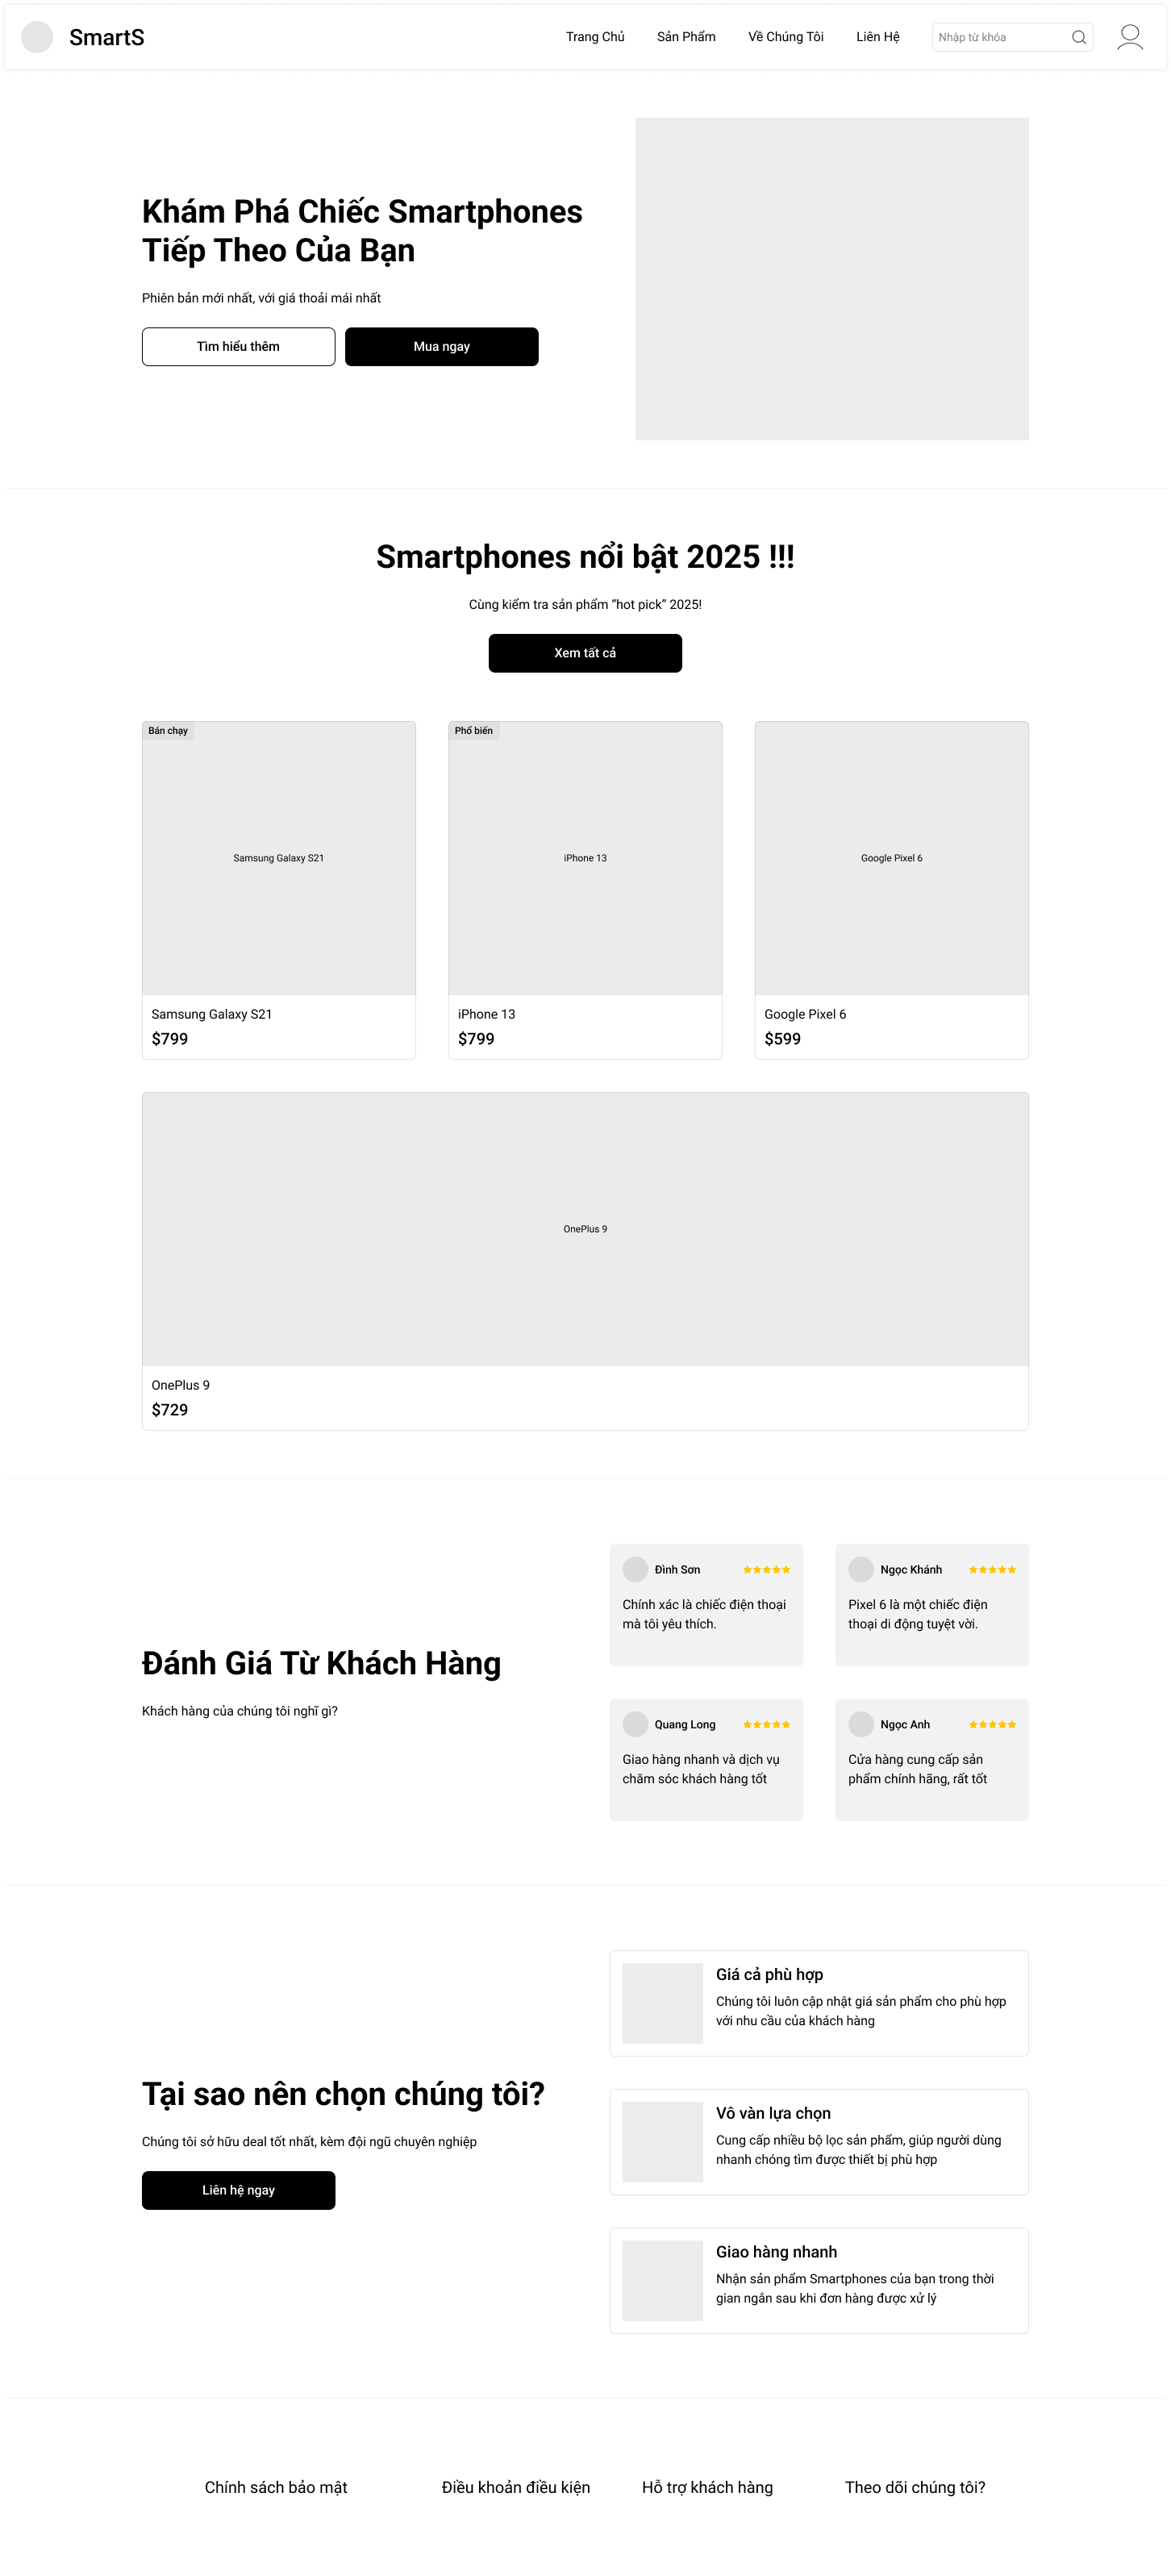 SmartS
Trang Chủ
Sản Phẩm
Về Chúng Tôi
Liên Hệ
Nhập từ khóa
Khám Phá Chiếc Smartphones
Tiếp Theo Của Bạn
Phiên bản mới nhất, với giá thoải mái nhất
Tìm hiểu thêm
Mua ngay
Smartphones nổi bật 2025 !!!
Cùng kiểm tra sản phẩm “hot pick” 2025!
Xem tất cả
Bán chạy
Samsung Galaxy S21
Samsung Galaxy S21
$799
Phổ biến
iPhone 13
iPhone 13
$799
Google Pixel 6
Google Pixel 6
$599
OnePlus 9
OnePlus 9
$729
Đánh Giá Từ Khách Hàng
Khách hàng của chúng tôi nghĩ gì?
Đình Sơn
Chính xác là chiếc điện thoại
mà tôi yêu thích.
Ngọc Khánh
Pixel 6 là một chiếc điện
thoại di động tuyệt vời.
Quang Long
Giao hàng nhanh và dịch vụ
chăm sóc khách hàng tốt
Ngọc Anh
Cửa hàng cung cấp sản
phẩm chính hãng, rất tốt
Tại sao nên chọn chúng tôi?
Chúng tôi sở hữu deal tốt nhất, kèm đội ngũ chuyên nghiệp
Liên hệ ngay
Giá cả phù hợp
Chúng tôi luôn cập nhật giá sản phẩm cho phù hợp
với nhu cầu của khách hàng
Vô vàn lựa chọn
Cung cấp nhiều bộ lọc sản phẩm, giúp người dùng
nhanh chóng tìm được thiết bị phù hợp
Giao hàng nhanh
Nhận sản phẩm Smartphones của bạn trong thời
gian ngắn sau khi đơn hàng được xử lý
Chính sách bảo mật
Điều khoản điều kiện
Hỗ trợ khách hàng
Theo dõi chúng tôi?